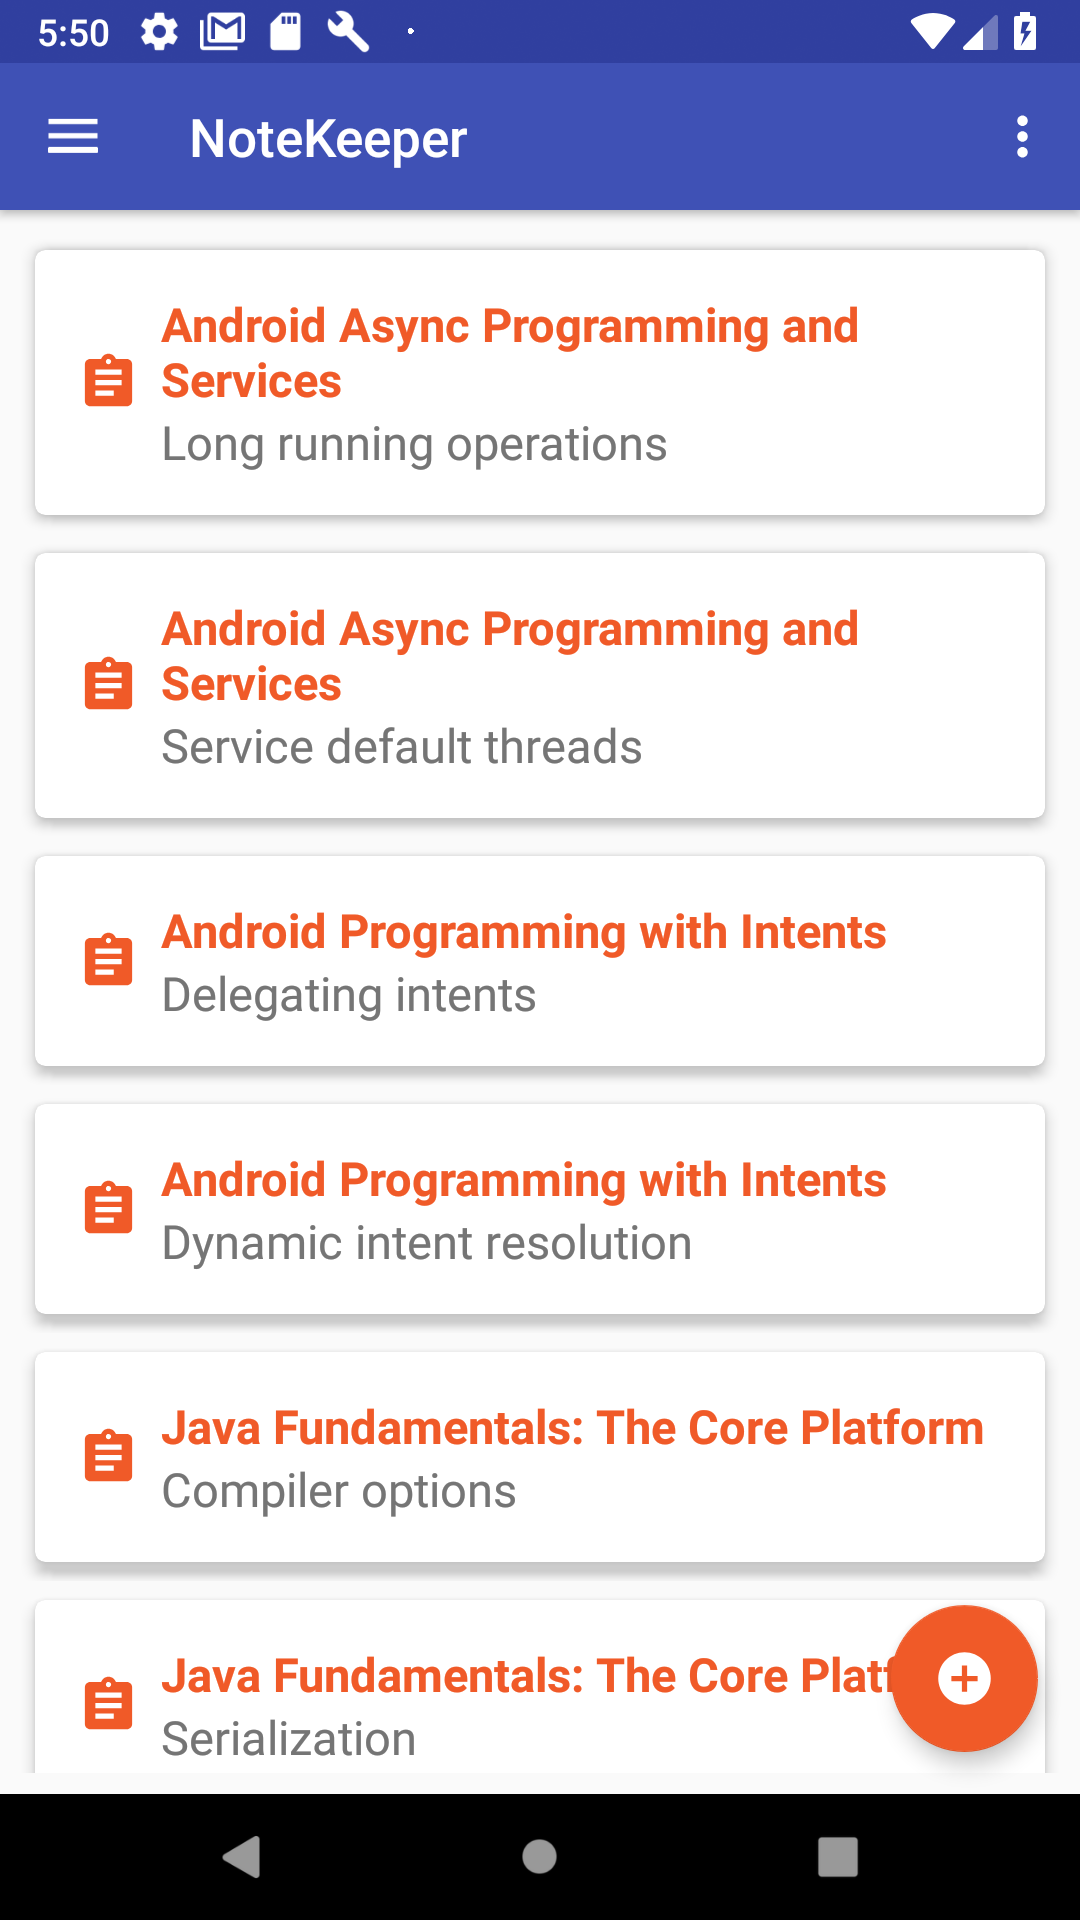 5:50
NoteKeeper
Android Async Programming and
Services
Long running operations
Android Async Programming and
Services
Service default threads
Android Programming with Intents
Delegating intents
Android Programming with Intents
Dynamic intent resolution
Java Fundamentals: The Core Platform
Compiler options
Java Fundamentals: The Core Platf
Serialization